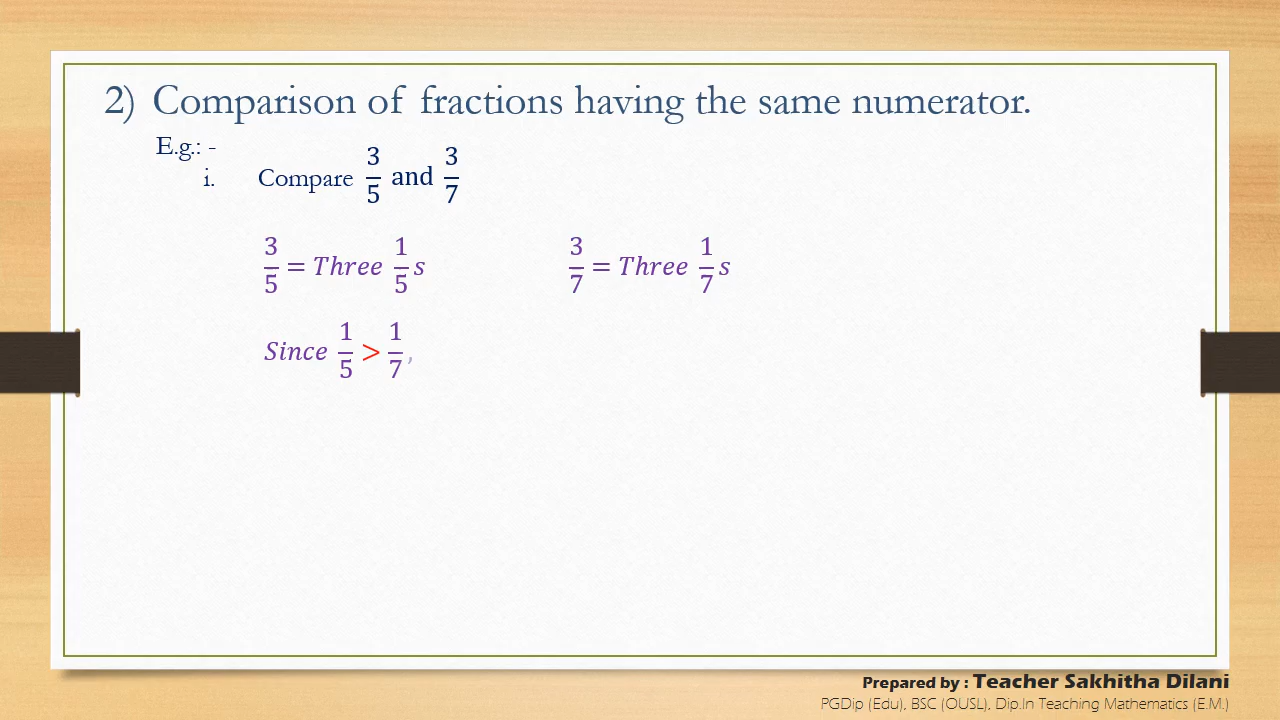 2) Comparison of fractions having the same numerator.
E.g.: -
i. Compare 3/5 and 3/7
3/5 = Three 1/5 s 3/7 = Three 1/7 s
Since 1/5 > 1/7 ,
Prepared by : Teacher Sakhitha Dilani
PGDip (Edu), BSC (OUSL), Dip.In Teaching Mathematics (E.M.)